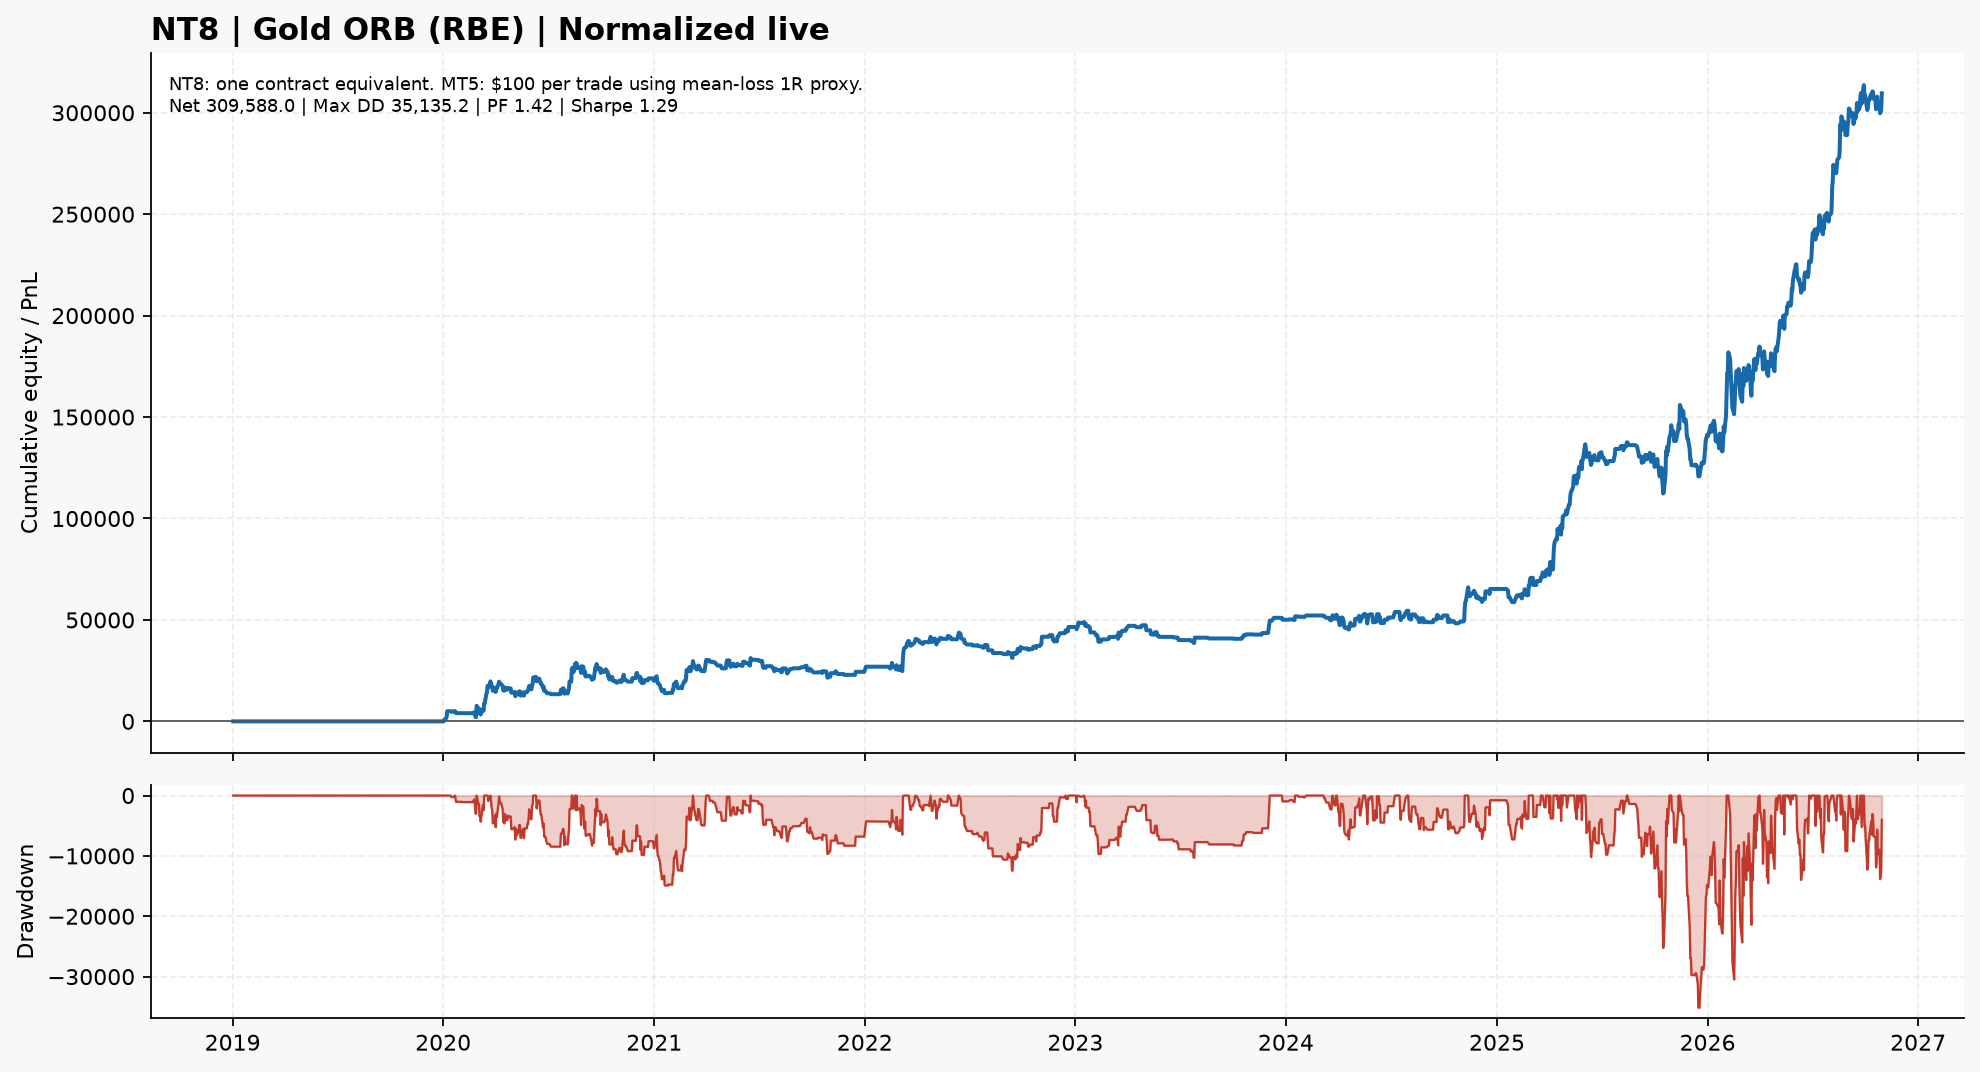 NT8 | Gold ORB (RBE) | Normalized live
NT8: one contract equivalent. MT5: $100 per trade using mean-loss 1R proxy.
Net 309,588.0 | Max DD 35,135.2 | PF 1.42 | Sharpe 1.29
Cumulative equity / PnL
300000
250000
200000
150000
100000
50000
0
Drawdown
0
−10000
−20000
−30000
2019 2020 2021 2022 2023 2024 2025 2026 2027